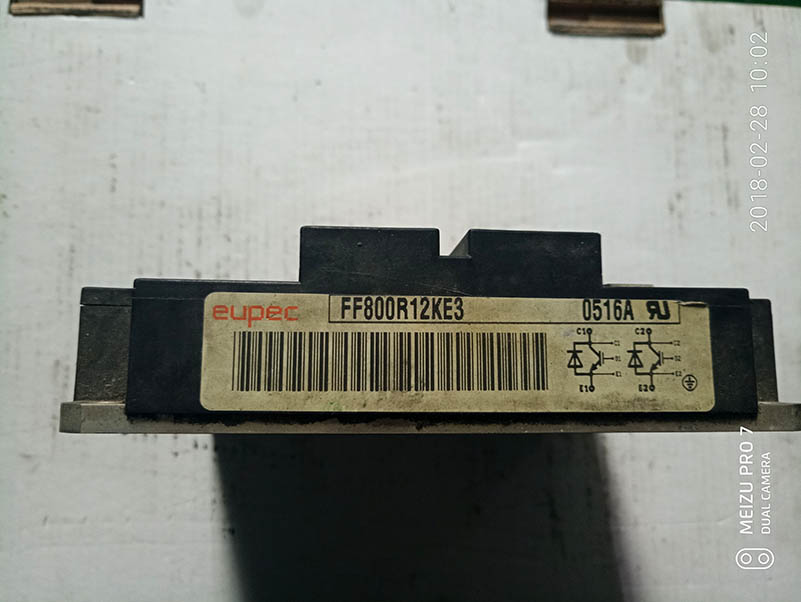 2018-02-28 10:02
eupec
FF800R12KE3 0516A
C1 C2
E1 E2
MEIZU PRO 7
DUAL CAMERA